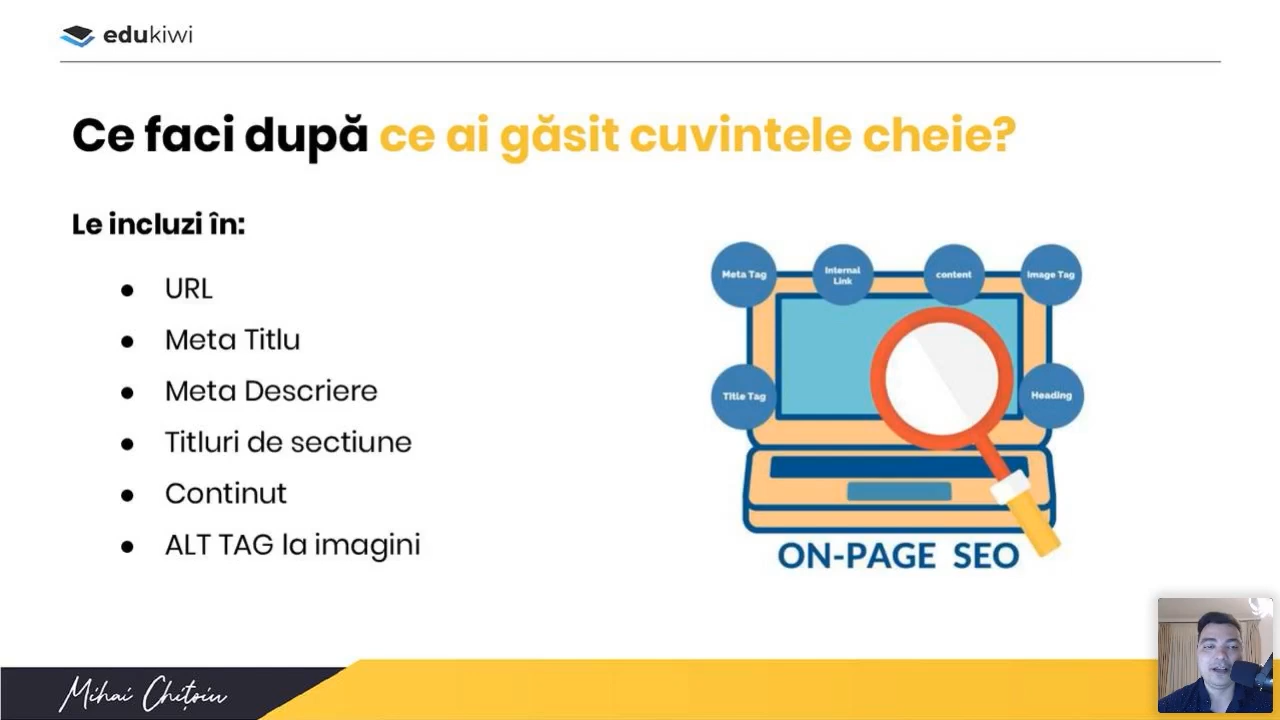 edukiwi
Ce faci după ce ai găsit cuvintele cheie?
Le incluzi în:
● URL
● Meta Titlu
● Meta Descriere
● Titluri de sectiune
● Continut
● ALT TAG la imagini
Meta Tag
Internal
Link
content
Image Tag
Title Tag
Heading
ON-PAGE SEO
Mihai Chițoiu